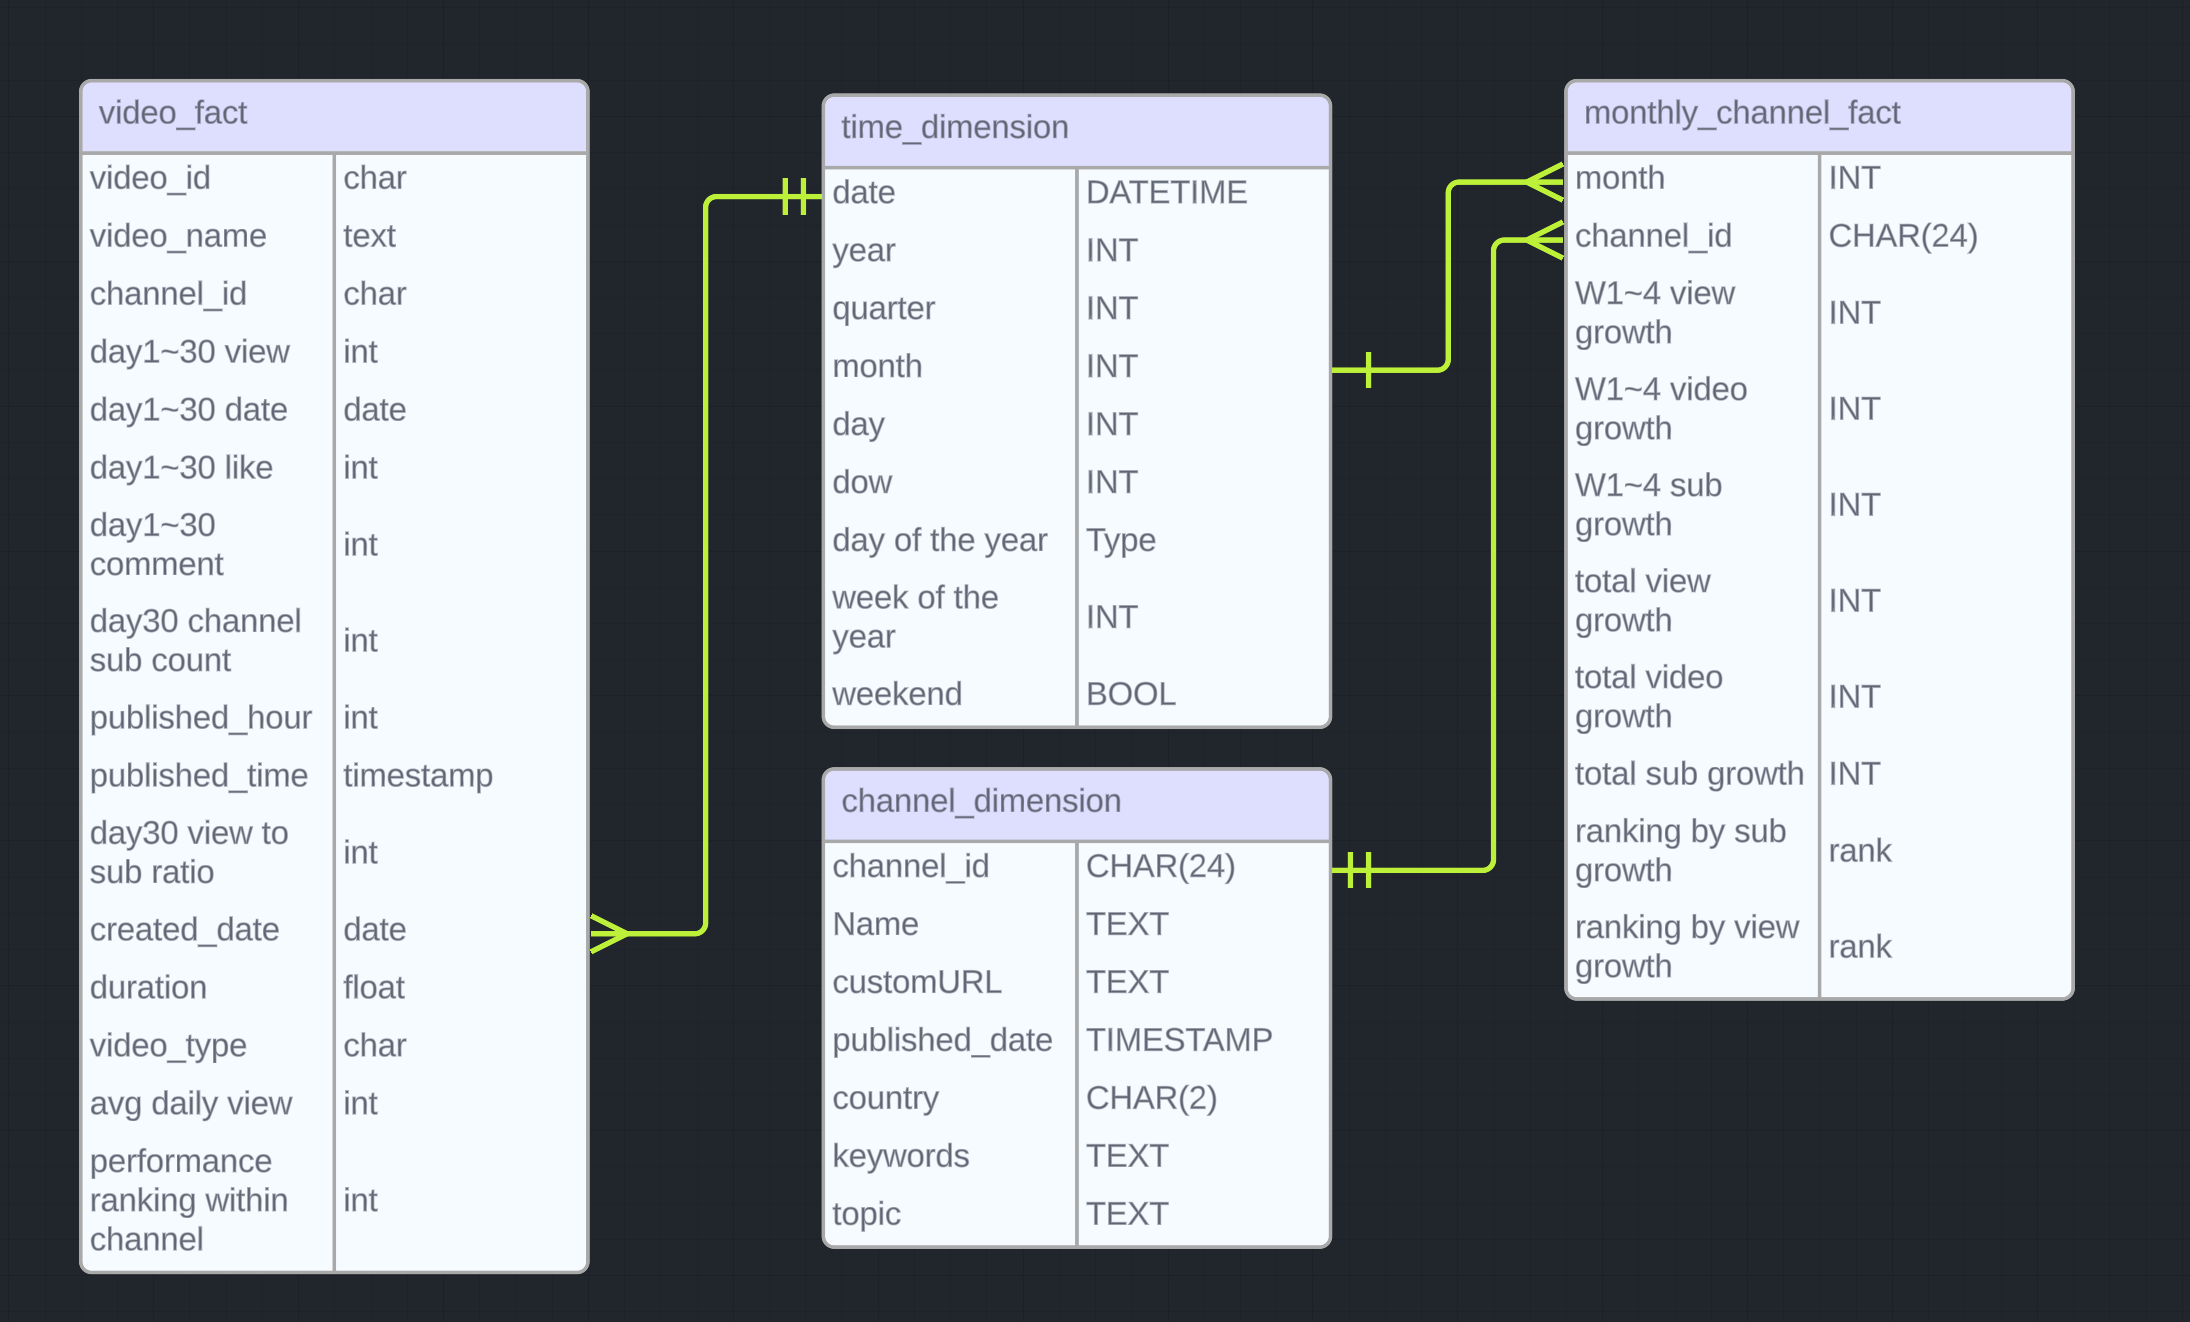 video_fact
video_id char
video_name text
channel_id char
day1~30 view int
day1~30 date date
day1~30 like int
day1~30
comment int
day30 channel
sub count int
published_hour int
published_time timestamp
day30 view to
sub ratio int
created_date date
duration float
video_type char
avg daily view int
performance
ranking within int
channel
time_dimension
date DATETIME
year INT
quarter INT
month INT
day INT
dow INT
day of the year Type
week of the
year INT
weekend BOOL
channel_dimension
channel_id CHAR(24)
Name TEXT
customURL TEXT
published_date TIMESTAMP
country CHAR(2)
keywords TEXT
topic TEXT
monthly_channel_fact
month INT
channel_id CHAR(24)
W1~4 view
growth INT
W1~4 video
growth INT
W1~4 sub
growth INT
total view
growth INT
total video
growth INT
total sub growth INT
ranking by sub
growth rank
ranking by view
growth rank